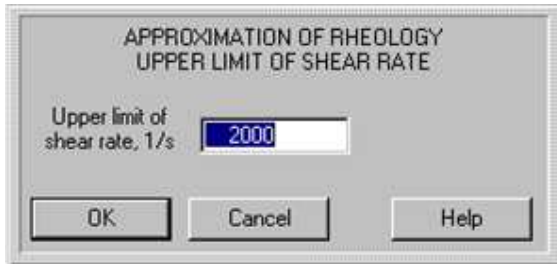 APPROXIMATION OF RHEOLOGY
UPPER LIMIT OF SHEAR RATE
Upper limit of
shear rate, 1/s
2000
OK
Cancel
Help